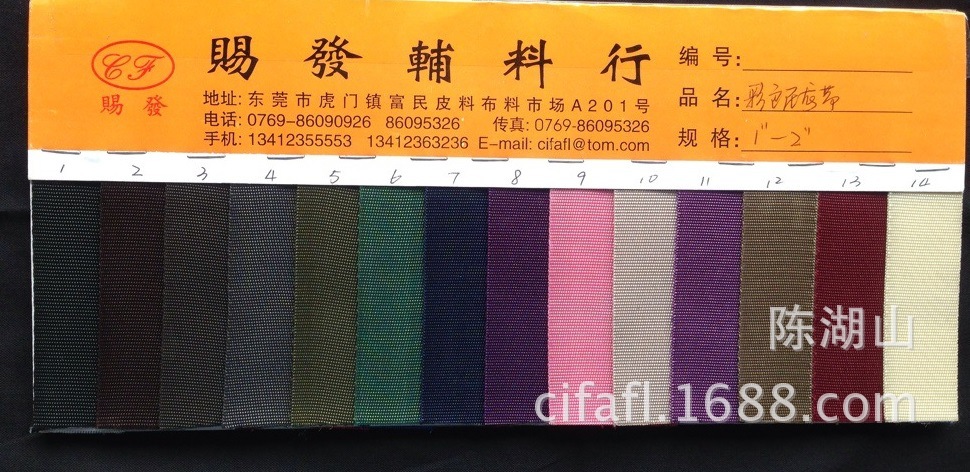 CF
賜發
賜發輔料行
地址:东莞市虎门镇富民皮料布料市场A201号
电话:0769-86090926 86095326 传真:0769-86095326
手机:13412355553 13412363236 E-mail:cifafl@tom.com
编号:
品名:
规格:1"-2"
1 2 3 4 5 6 7 8 9 10 11 12 13 14
陈湖山
cifafl.1688.com